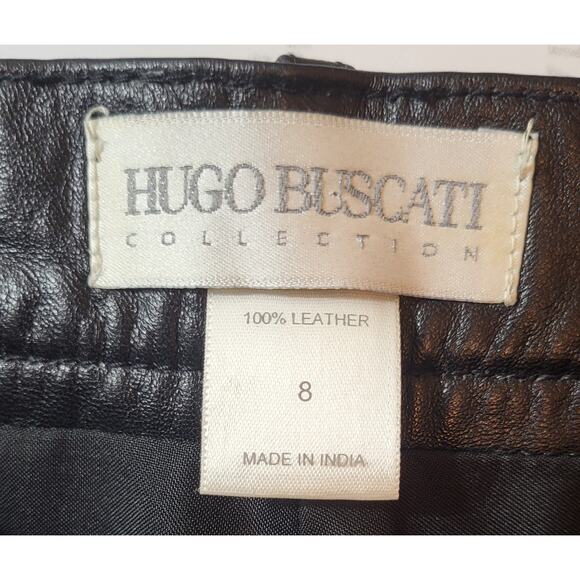 HUGO BUSCATI
COLLECTION
100% LEATHER
8
MADE IN INDIA